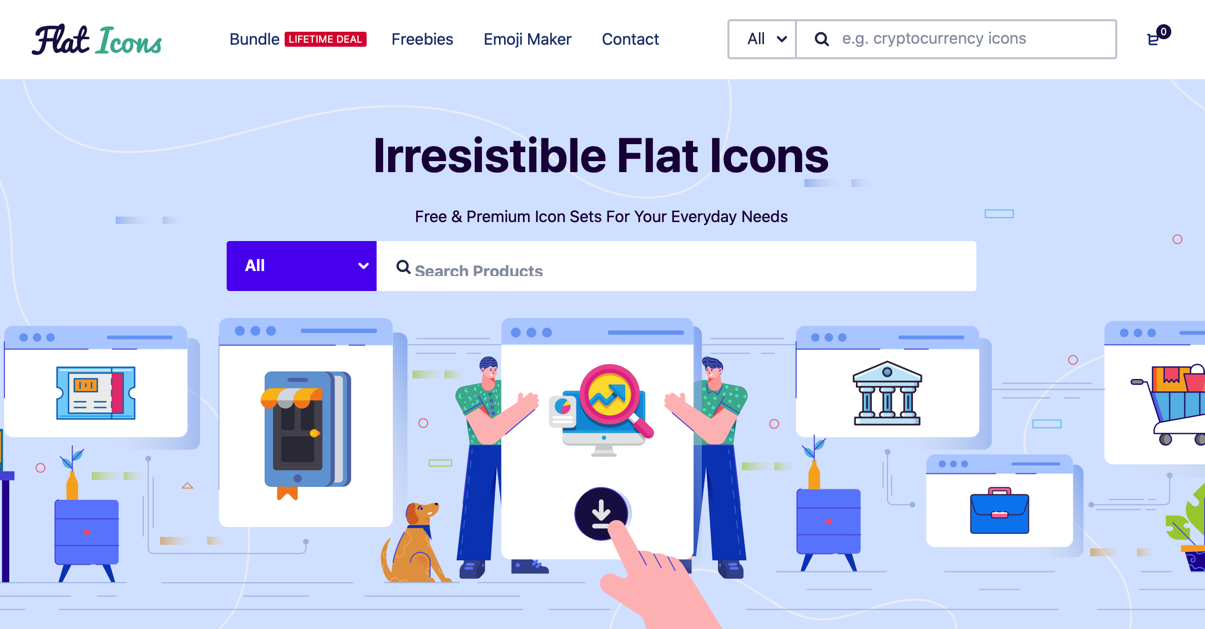 Flat Icons
Bundle LIFETIME DEAL Freebies Emoji Maker Contact All e.g. cryptocurrency icons 0
Irresistible Flat Icons
Free & Premium Icon Sets For Your Everyday Needs
All Search Products